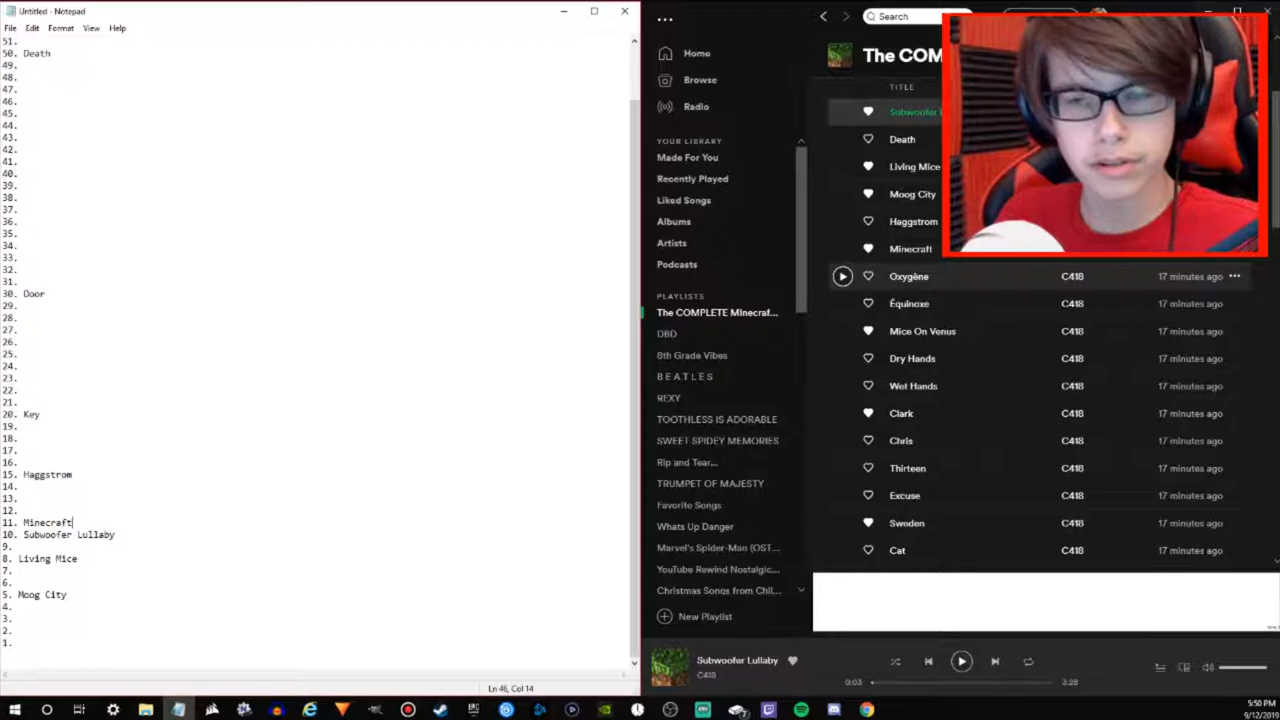 Untitled - Notepad
File Edit Format View Help
51.
50. Death
49.
48.
47.
46.
45.
44.
43.
42.
41.
40.
39.
38.
37.
36.
35.
34.
33.
32.
31.
30. Door
29.
28.
27.
26.
25.
24.
23.
22.
21.
20. Key
19.
18.
17.
16.
15. Haggstrom
14.
13.
12.
11. Minecraft
10. Subwoofer Lullaby
9.
8. Living Mice
7.
6.
5. Moog City
4.
3.
2.
1.
Ln 46, Col 14
Search
Home
Browse
Radio
YOUR LIBRARY
Made For You
Recently Played
Liked Songs
Albums
Artists
Podcasts
PLAYLISTS
The COMPLETE Minecraf...
DBD
8th Grade Vibes
B E A T L E S
REXY
TOOTHLESS IS ADORABLE
SWEET SPIDEY MEMORIES
Rip and Tear...
TRUMPET OF MAJESTY
Favorite Songs
Whats Up Danger
Marvel's Spider-Man (OST...
YouTube Rewind Nostalgic...
Christmas Songs from Chil...
New Playlist
The COM
TITLE
Subwoofer
Death
Living Mice
Moog City
Haggstrom
Minecraft
Oxygène C418 17 minutes ago
Équinoxe C418 17 minutes ago
Mice On Venus C418 17 minutes ago
Dry Hands C418 17 minutes ago
Wet Hands C418 17 minutes ago
Clark C418 17 minutes ago
Chris C418 17 minutes ago
Thirteen C418 17 minutes ago
Excuse C418 17 minutes ago
Sweden C418 17 minutes ago
Cat C418 17 minutes ago
Subwoofer Lullaby
C418
0:03 3:28
5:50 PM
9/12/2019